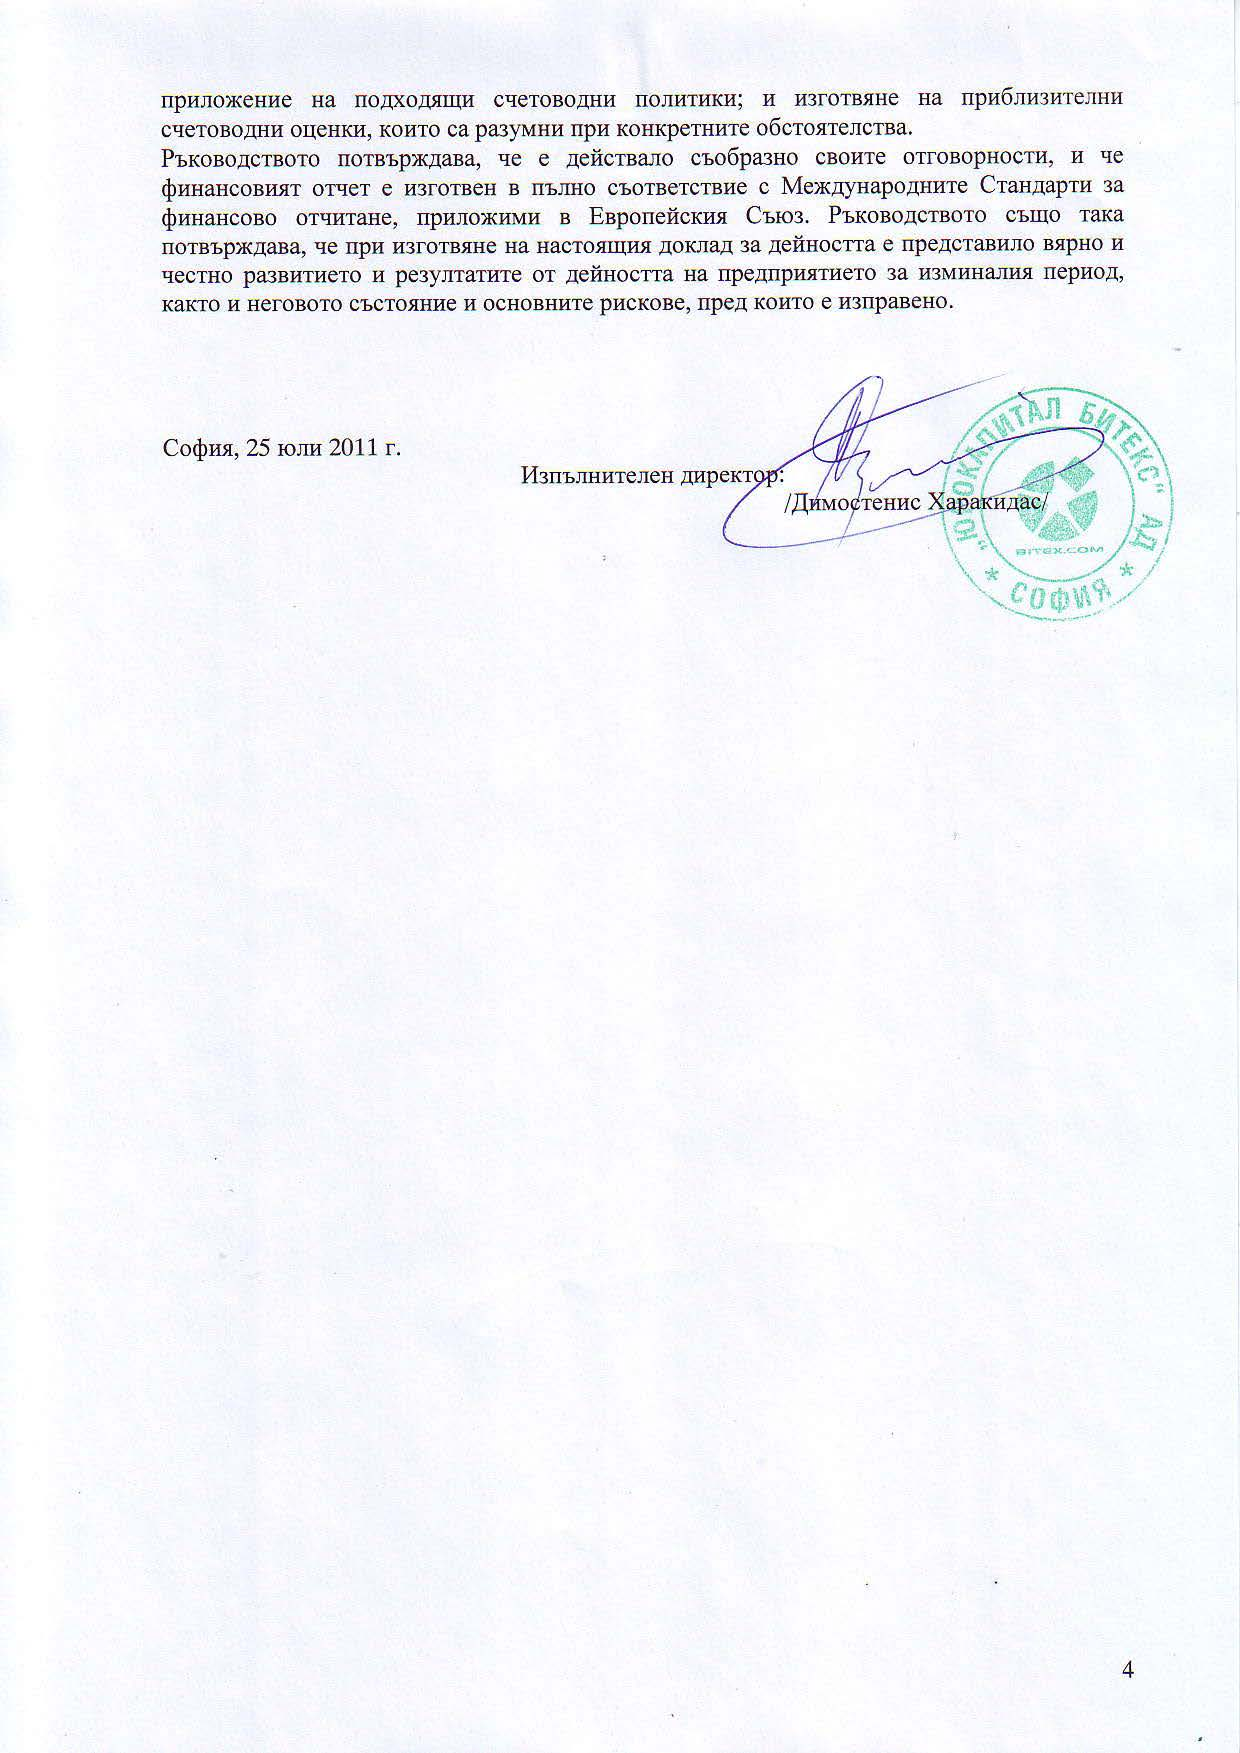 приложение на подходящи счетоводни политики; и изготвяне на приблизителни
счетоводни оценки, които са разумни при конкретните обстоятелства.
Ръководството потвърждава, че е действало съобразно своите отговорности, и че
финансовият отчет е изготвен в пълно съответствие с Международните Стандарти за
финансово отчитане, приложими в Европейския Съюз. Ръководството също така
потвърждава, че при изготвяне на настоящия доклад за дейността е представило вярно и
честно развитието и резултатите от дейността на предприятието за изминалия период,
както и неговото състояние и основните рискове, пред които е изправено.
София, 25 юли 2011 г.
Изпълнителен директор:
/Димостенис Харакидас/
БИТЕКС" АД
BITEX.COM
* СОФИЯ *
4